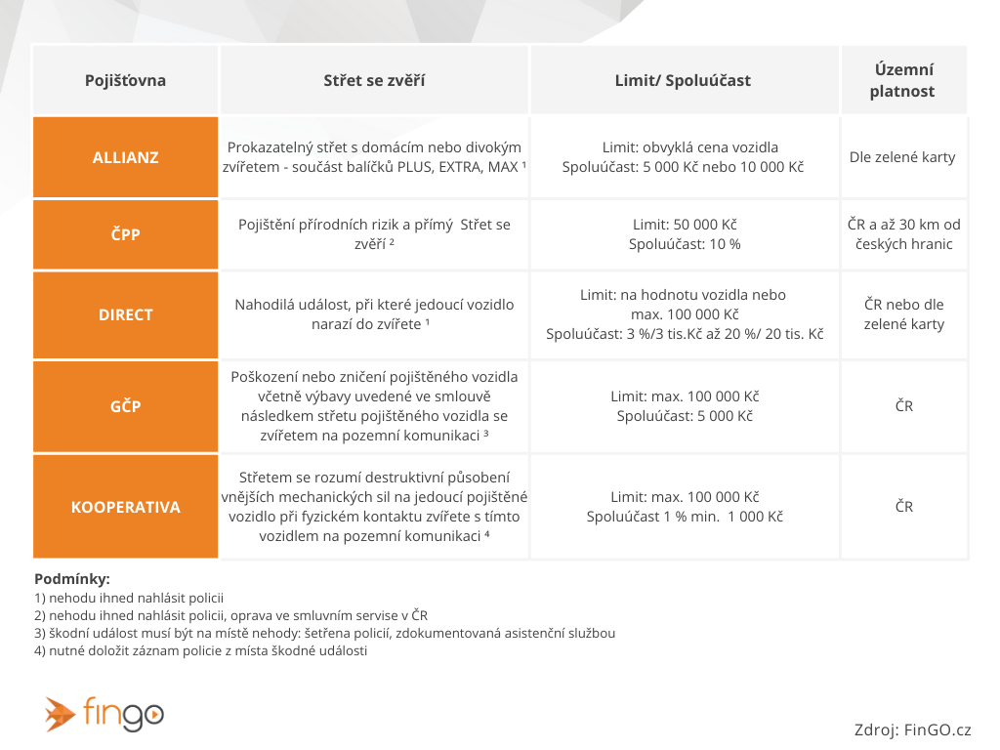 Pojišťovna
Střet se zvěří
Limit/ Spoluúčast
Územní
platnost
ALLIANZ
Prokazatelný střet s domácím nebo divokým
zvířetem - součást balíčků PLUS, EXTRA, MAX ¹
Limit: obvyklá cena vozidla
Spoluúčast: 5 000 Kč nebo 10 000 Kč
Dle zelené karty
ČPP
Pojištění přírodních rizik a přímý  Střet se
zvěří ²
Limit: 50 000 Kč
Spoluúčast: 10 %
ČR a až 30 km od
českých hranic
DIRECT
Nahodilá událost, při které jedoucí vozidlo
narazí do zvířete ¹
Limit: na hodnotu vozidla nebo
max. 100 000 Kč
Spoluúčast: 3 %/3 tis.Kč až 20 %/ 20 tis. Kč
ČR nebo dle
zelené karty
GČP
Poškození nebo zničení pojištěného vozidla
včetně výbavy uvedené ve smlouvě
následkem střetu pojištěného vozidla se
zvířetem na pozemní komunikaci ³
Limit: max. 100 000 Kč
Spoluúčast: 5 000 Kč
ČR
KOOPERATIVA
Střetem se rozumí destruktivní působení
vnějších mechanických sil na jedoucí pojištěné
vozidlo při fyzickém kontaktu zvířete s tímto
vozidlem na pozemní komunikaci ⁴
Limit: max. 100 000 Kč
Spoluúčast 1 % min.  1 000 Kč
ČR
Podmínky:
1) nehodu ihned nahlásit policii
2) nehodu ihned nahlásit policii, oprava ve smluvním servise v ČR
3) škodní událost musí být na místě nehody: šetřena policií, zdokumentovaná asistenční službou
4) nutné doložit záznam policie z místa škodné události
fingo
Zdroj: FinGO.cz